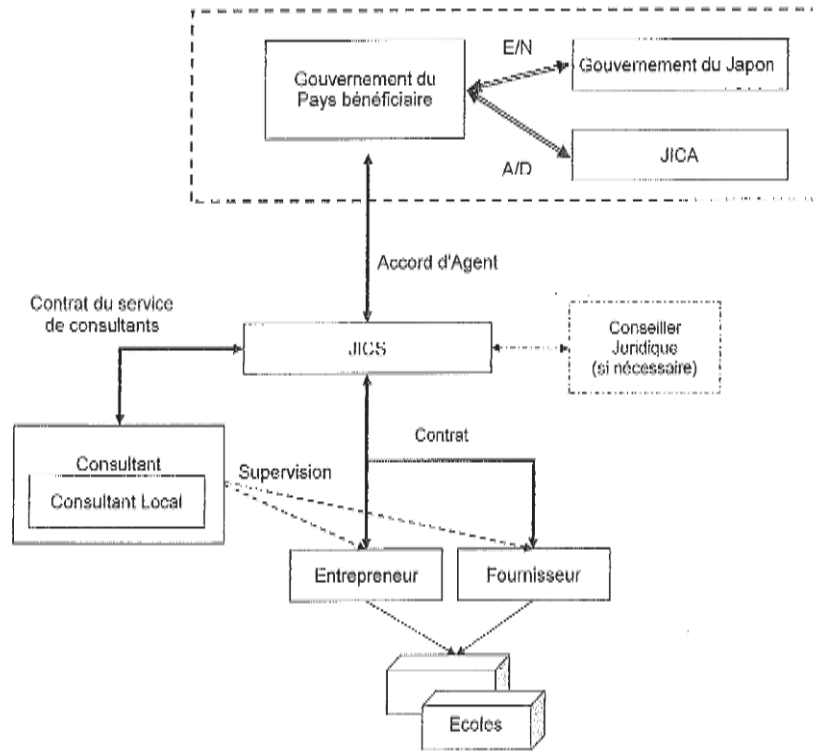 E/N
Gouvernement du
Pays bénéficiaire
Gouvernement du Japon
JICA
A/D
Accord d'Agent
Contrat du service
de consultants
JICS
Conseiller
Juridique
(si nécessaire)
Contrat
Consultant
Supervision
Consultant Local
Entrepreneur
Fournisseur
Ecoles